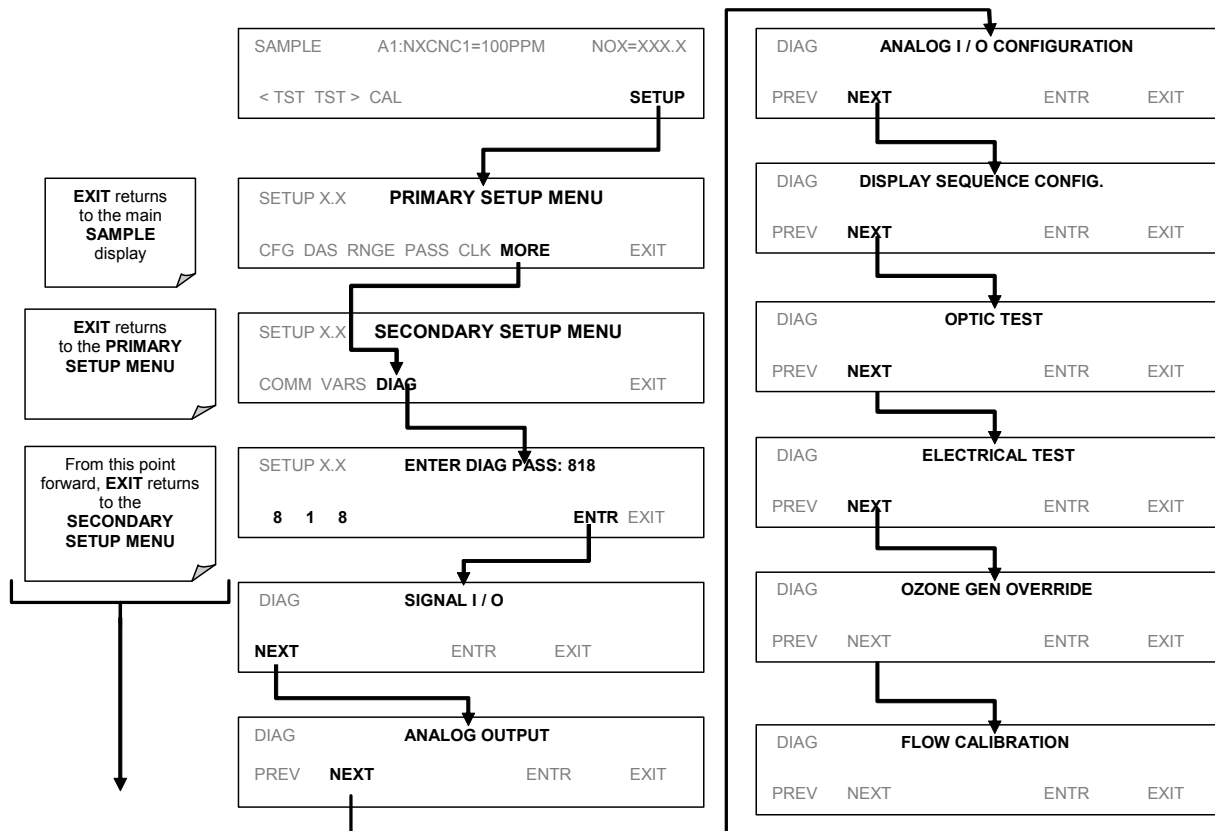 SAMPLE A1:NXCNC1=100PPM NOX=XXX.X
< TST TST > CAL SETUP
EXIT returns
to the main
SAMPLE
display
SETUP X.X PRIMARY SETUP MENU
CFG DAS RNGE PASS CLK MORE EXIT
EXIT returns
to the PRIMARY
SETUP MENU
SETUP X.X SECONDARY SETUP MENU
COMM VARS DIAG EXIT
From this point
forward, EXIT returns
to the
SECONDARY
SETUP MENU
SETUP X.X ENTER DIAG PASS: 818
8 1 8 ENTR EXIT
DIAG SIGNAL I / O
NEXT ENTR EXIT
DIAG ANALOG OUTPUT
PREV NEXT ENTR EXIT
DIAG ANALOG I / O CONFIGURATION
PREV NEXT ENTR EXIT
DIAG DISPLAY SEQUENCE CONFIG.
PREV NEXT ENTR EXIT
DIAG OPTIC TEST
PREV NEXT ENTR EXIT
DIAG ELECTRICAL TEST
PREV NEXT ENTR EXIT
DIAG OZONE GEN OVERRIDE
PREV NEXT ENTR EXIT
DIAG FLOW CALIBRATION
PREV NEXT ENTR EXIT